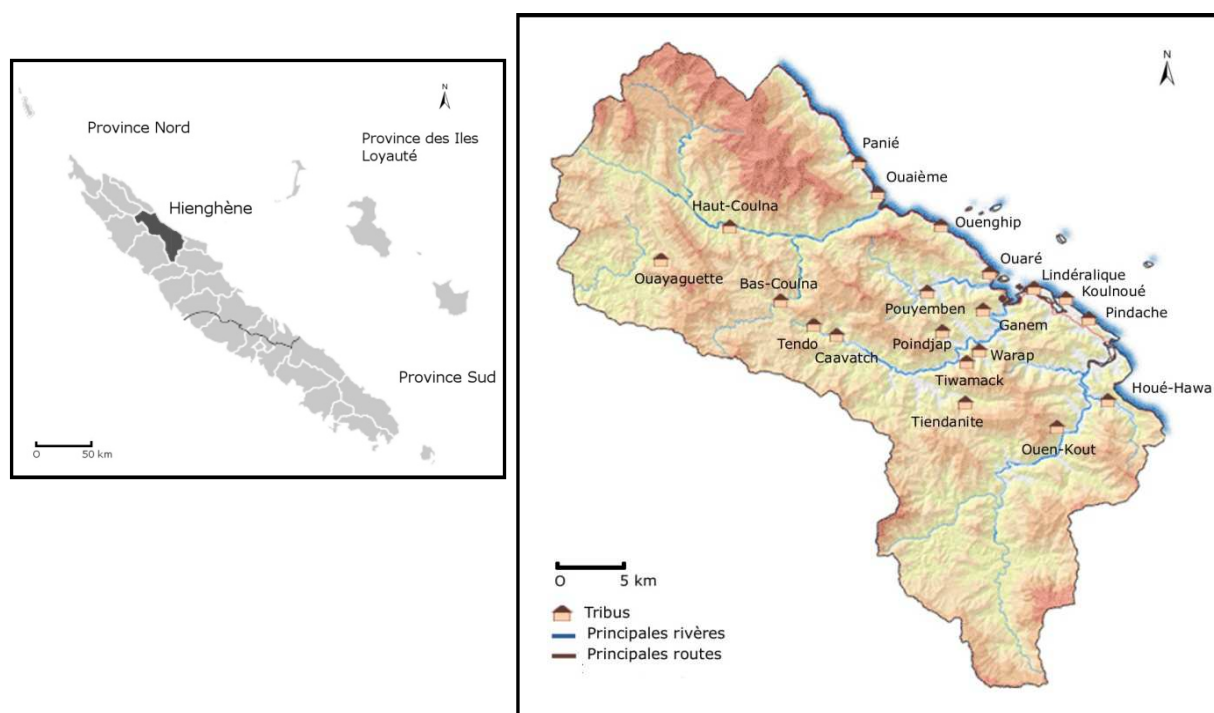 N
Province Nord
Province des Iles
Loyauté
Hienghène
Province Sud
0 50 km
N
Panié
Ouaième
Haut-Coulna
Ouenghip
Ouaré
Ouayaguette
Lindéralique
Bas-Coulna
Koulnoué
Pouyemben
Pindache
Ganem
Tendo
Poindjap
Caavatch
Warap
Tiwamack
Houé-Hawa
Tiendanite
Ouen-Kout
0 5 km
Tribus
Principales rivères
Principales routes